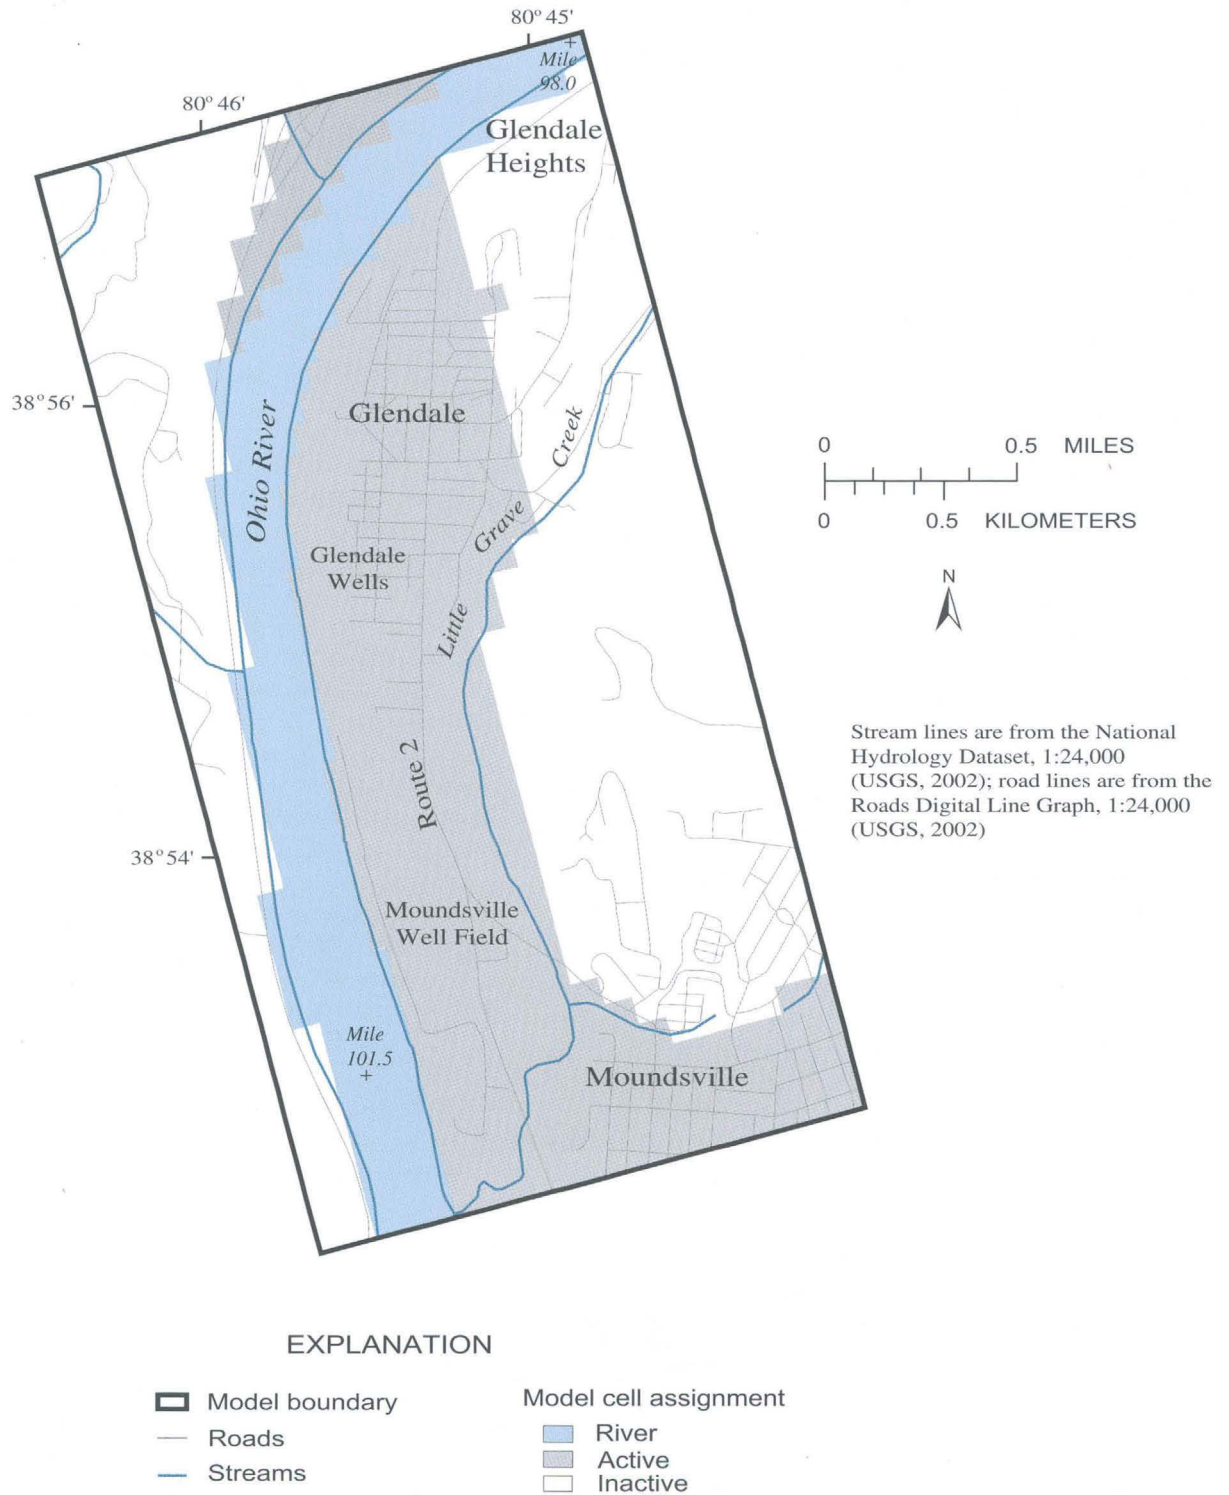 80° 45'
Mile
98.0
80° 46'
Glendale
Heights
38° 56'
Ohio River
Glendale
Creek
Grave
Little
Glendale
Wells
0 0.5 MILES
0 0.5 KILOMETERS
N
Route 2
Stream lines are from the National
Hydrology Dataset, 1:24,000
(USGS, 2002); road lines are from the
Roads Digital Line Graph, 1:24,000
(USGS, 2002)
38° 54'
Moundsville
Well Field
Mile
101.5
Moundsville
EXPLANATION
Model boundary
Roads
Streams
Model cell assignment
River
Active
Inactive